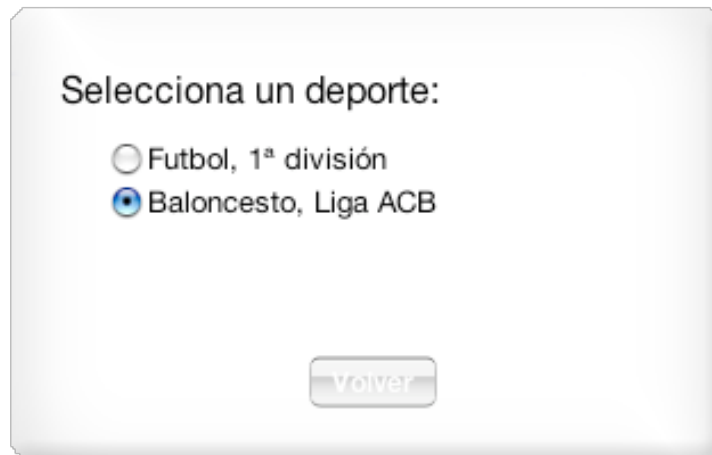 Selecciona un deporte:
Futbol, 1ª división
Baloncesto, Liga ACB
Volver